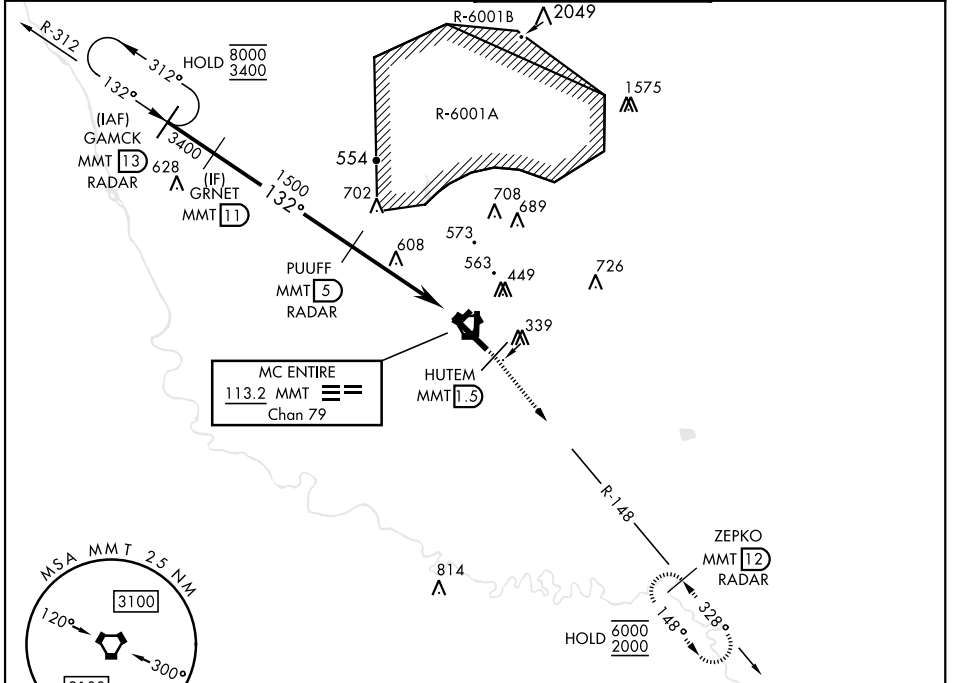 R-6001B
2049
R-312
312°
HOLD 8000
3400
132°
1575
R-6001A
(IAF)
GAMCK
MMT 13
RADAR
3400
628
(IF)
GRNET
MMT 11
554
1500
132°
702
708
689
573
608
563
449
726
PUUFF
MMT 5
RADAR
339
MC ENTIRE
113.2 MMT
Chan 79
HUTEM
MMT 1.5
R-148
ZEPKO
MMT 12
RADAR
814
328°
148°
HOLD 6000
2000
MSA MMT 25 NM
3100
120°
300°